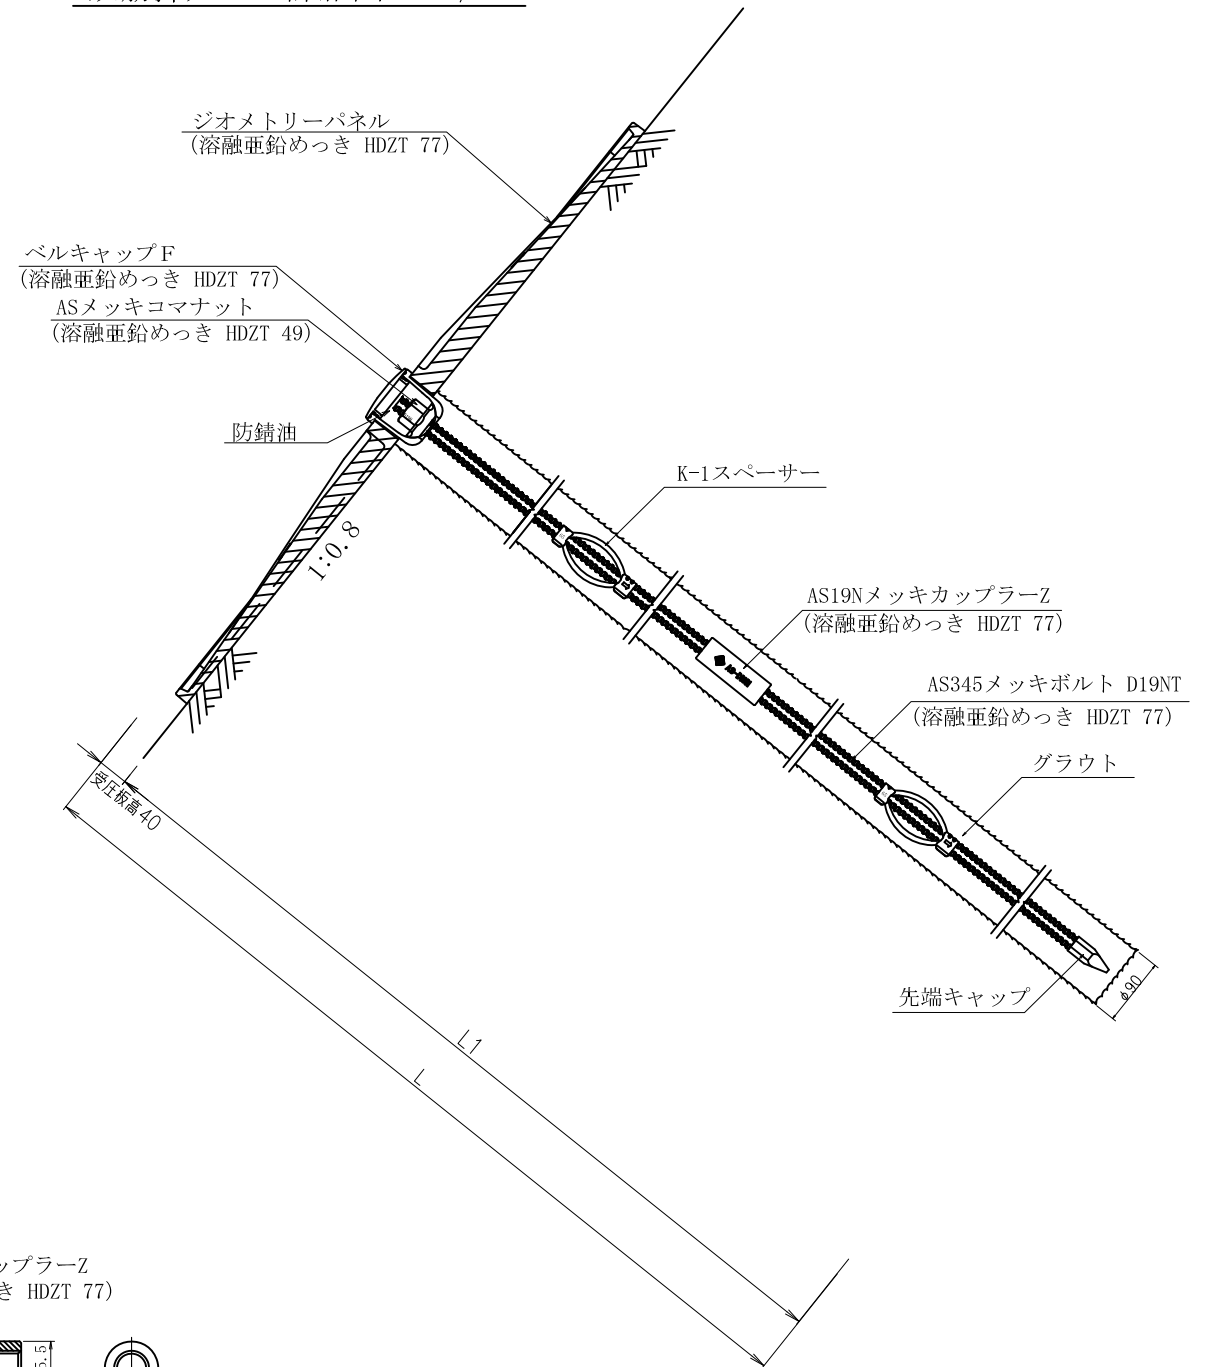 ジオメトリーパネル
(溶融亜鉛めっき HDZT 77)
ベルキャップF
(溶融亜鉛めっき HDZT 77)
ASメッキコマナット
(溶融亜鉛めっき HDZT 49)
防錆油
K-1スペーサー
1:0.8
AS19NメッキカップラーZ
(溶融亜鉛めっき HDZT 77)
AS345メッキボルト D19NT
(溶融亜鉛めっき HDZT 77)
グラウト
受圧板高40
先端キャップ
φ90
L1
L
ップラーZ
き HDZT 77)
5.5